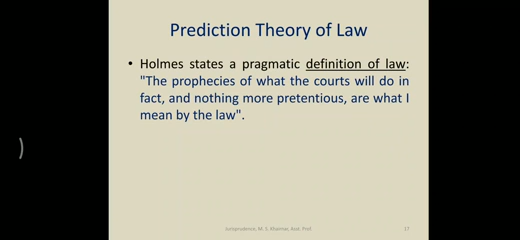 Prediction Theory of Law
• Holmes states a pragmatic definition of law:
"The prophecies of what the courts will do in
fact, and nothing more pretentious, are what I
mean by the law".
Jurisprudence, M. S. Khairnar, Asst. Prof. 17